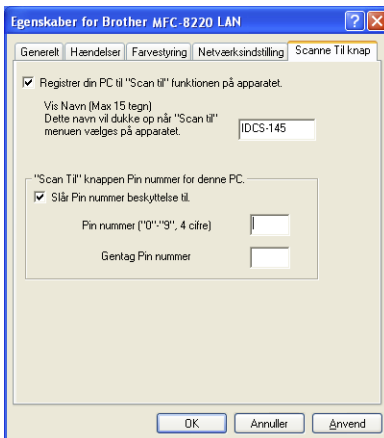 Egenskaber for Brother MFC-8220 LAN
Generelt Hændelser Farvestyring Netværksindstilling Scanne Til knap
Registrer din PC til "Scan til" funktionen på apparatet.
Vis Navn (Max 15 tegn)
Dette navn vil dukke op når "Scan til"
menuen vælges på apparatet.
IDCS-145
"Scan Til" knappen Pin nummer for denne PC.
Slår Pin nummer beskyttelse til.
Pin nummer ("0"-"9", 4 cifre)
Gentag Pin nummer
OK Annuller Anvend